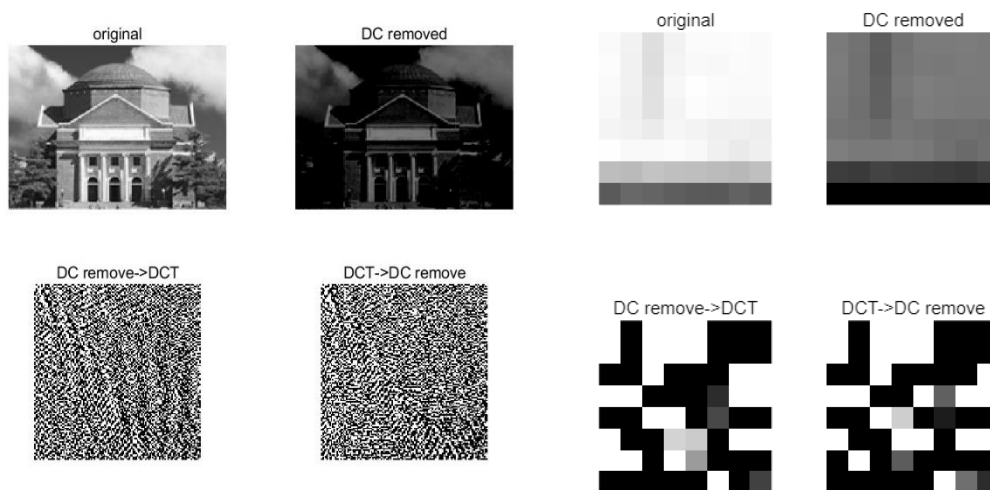 original
DC removed
DC remove->DCT
DCT->DC remove
original
DC removed
DC remove->DCT
DCT->DC remove